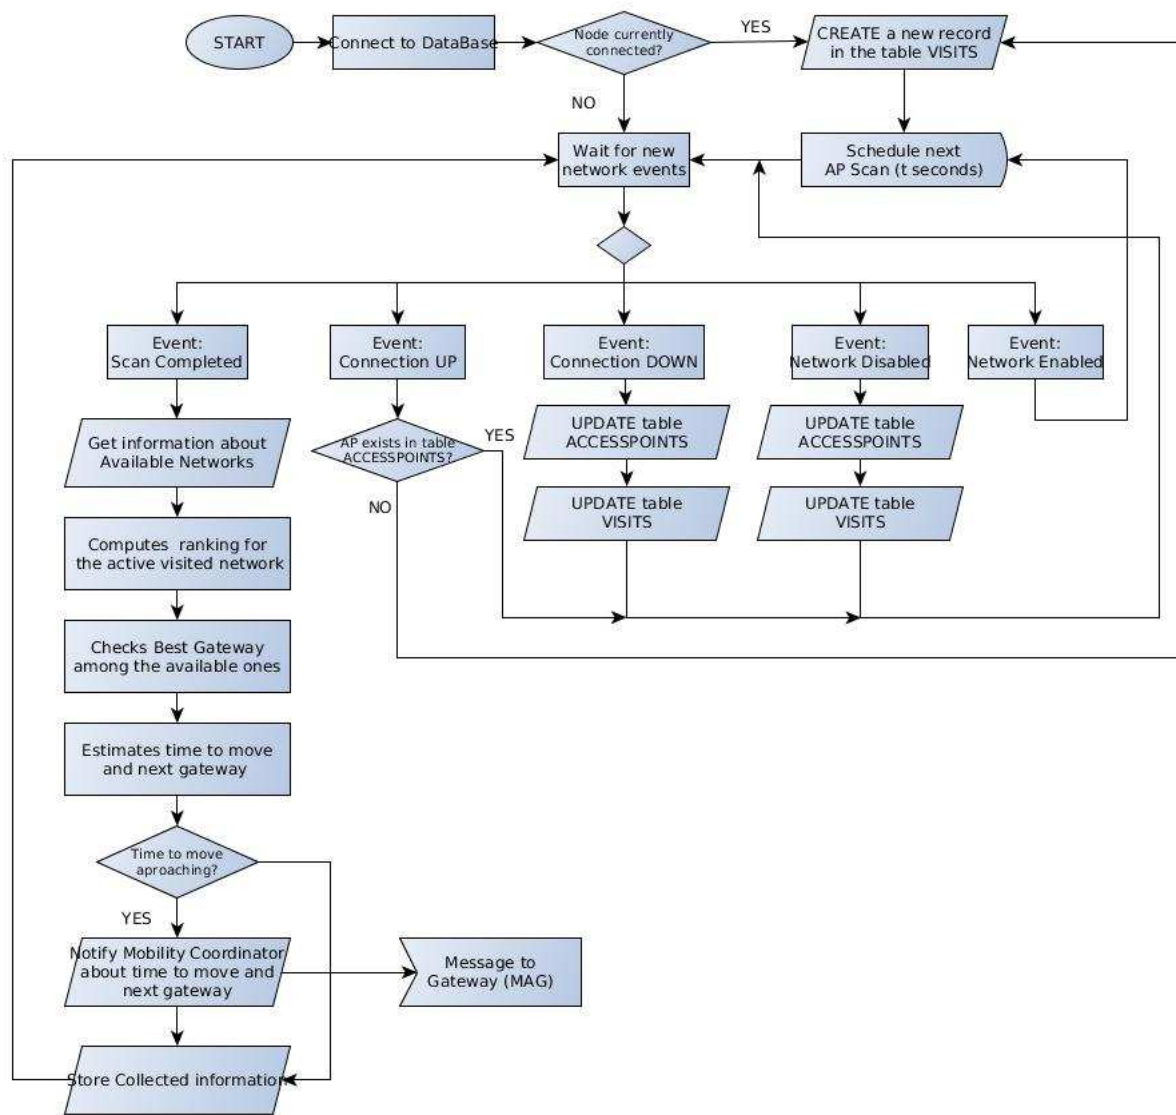 START
Connect to DataBase
Node currently
connected?
YES
CREATE a new record
in the table VISITS
NO
Wait for new
network events
Schedule next
AP Scan (t seconds)
Event:
Scan Completed
Event:
Connection UP
Event:
Connection DOWN
Event:
Network Disabled
Event:
Network Enabled
Get information about
Available Networks
AP exists in table
ACCESSPOINTS?
YES
NO
UPDATE table
ACCESSPOINTS
UPDATE table
ACCESSPOINTS
UPDATE table
VISITS
UPDATE table
VISITS
Computes ranking for
the active visited network
Checks Best Gateway
among the available ones
Estimates time to move
and next gateway
Time to move
aproaching?
YES
Notify Mobility Coordinator
about time to move and
next gateway
Message to
Gateway (MAG)
Store Collected information